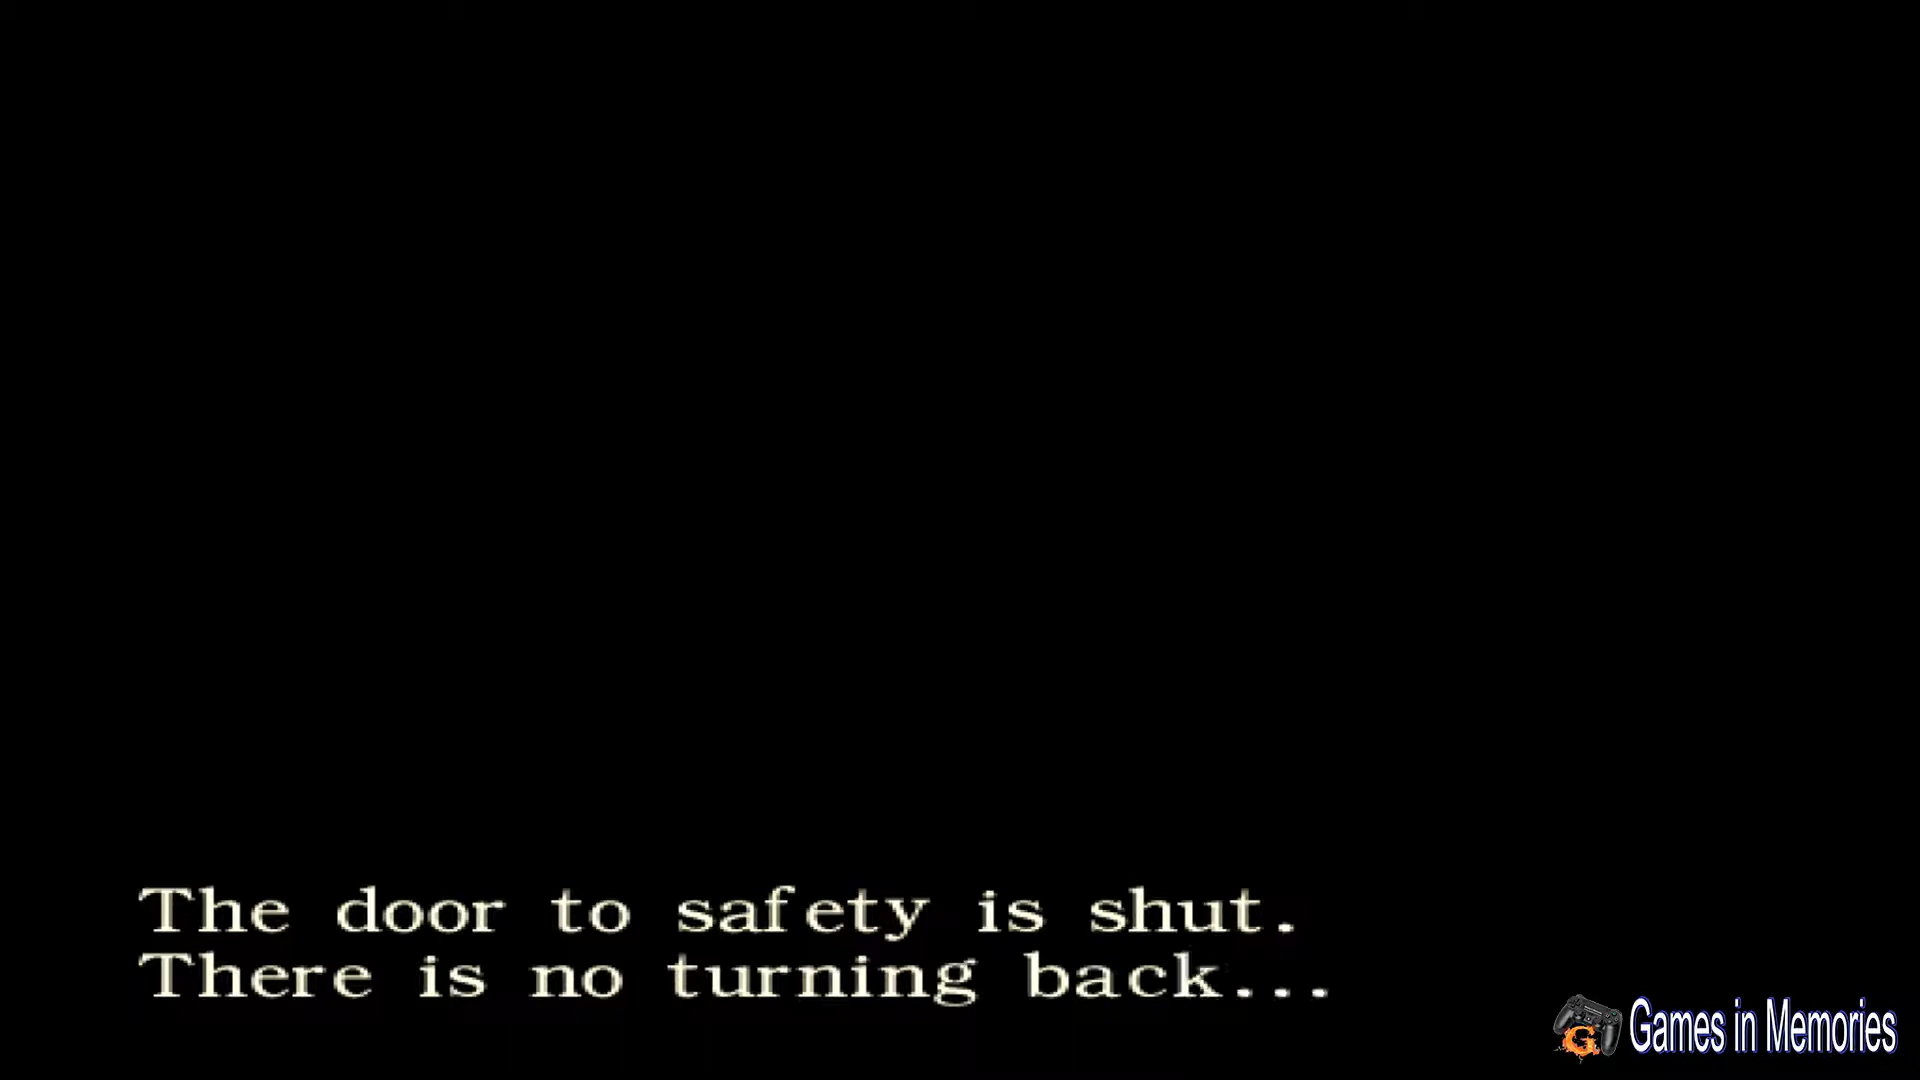 The door to safety is shut.
There is no turning back...
Games in Memories